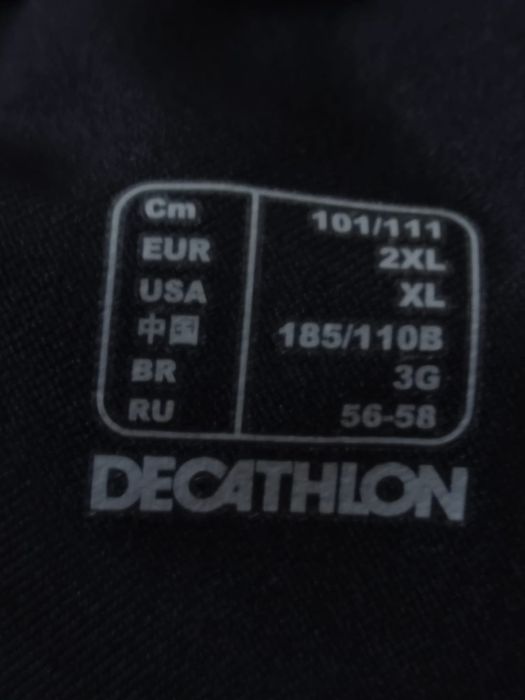 Cm 101/111
EUR 2XL
USA XL
中国 185/110B
BR 3G
RU 56-58
DECATHLON